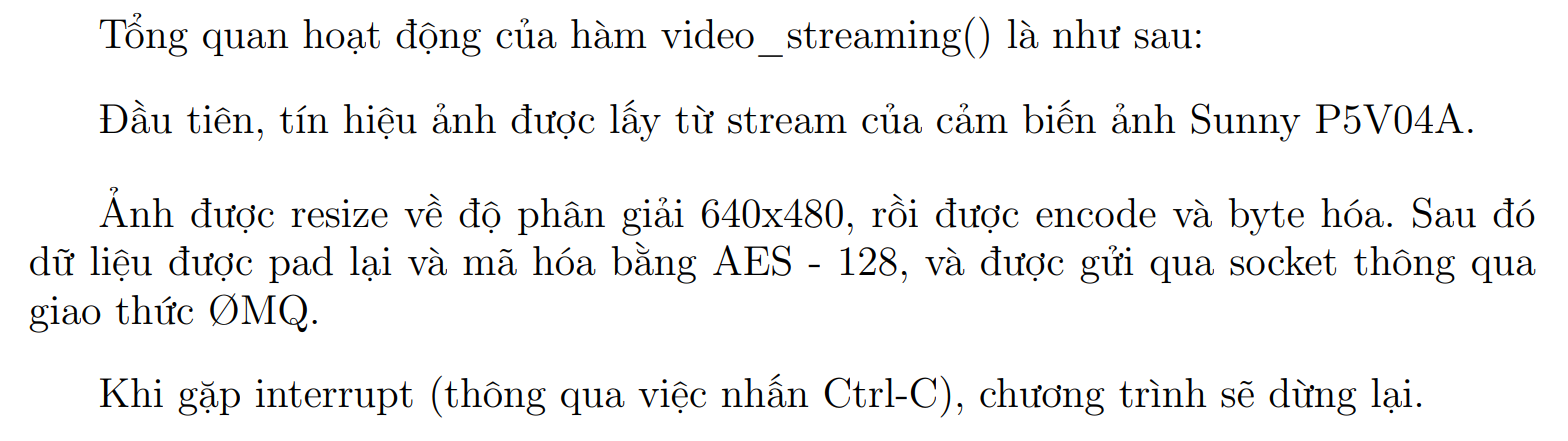 Tổng quan hoạt động của hàm video_streaming() là như sau:
Đầu tiên, tín hiệu ảnh được lấy từ stream của cảm biến ảnh Sunny P5V04A.
Ảnh được resize về độ phân giải 640x480, rồi được encode và byte hóa. Sau đó
dữ liệu được pad lại và mã hóa bằng AES - 128, và được gửi qua socket thông qua
giao thức ØMQ.
Khi gặp interrupt (thông qua việc nhấn Ctrl-C), chương trình sẽ dừng lại.